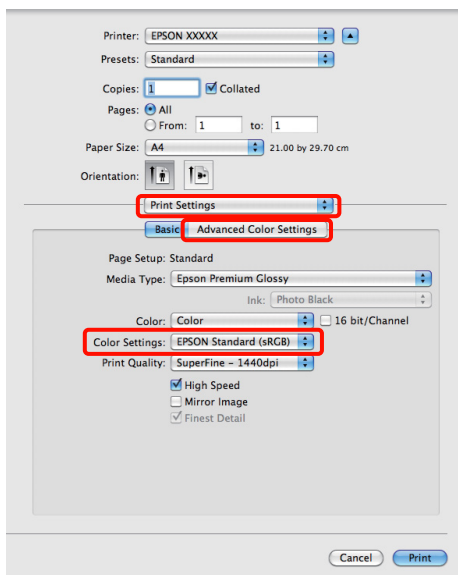 Printer: EPSON XXXXX
Presets: Standard
Copies: 1 Collated
Pages: All
From: 1 to: 1
Paper Size: A4 21.00 by 29.70 cm
Orientation:
Print Settings
Basic Advanced Color Settings
Page Setup: Standard
Media Type: Epson Premium Glossy
Ink: Photo Black
Color: Color 16 bit/Channel
Color Settings: EPSON Standard (sRGB)
Print Quality: SuperFine - 1440dpi
High Speed
Mirror Image
Finest Detail
Cancel Print